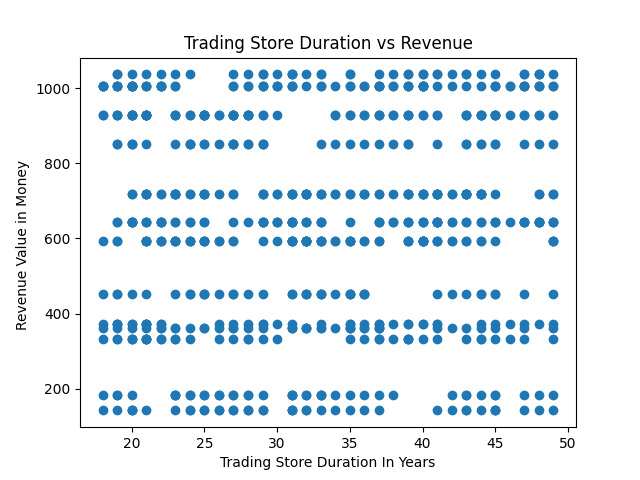 Trading Store Duration vs Revenue
Revenue Value in Money
1000
800
600
400
200
20 25 30 35 40 45 50
Trading Store Duration In Years